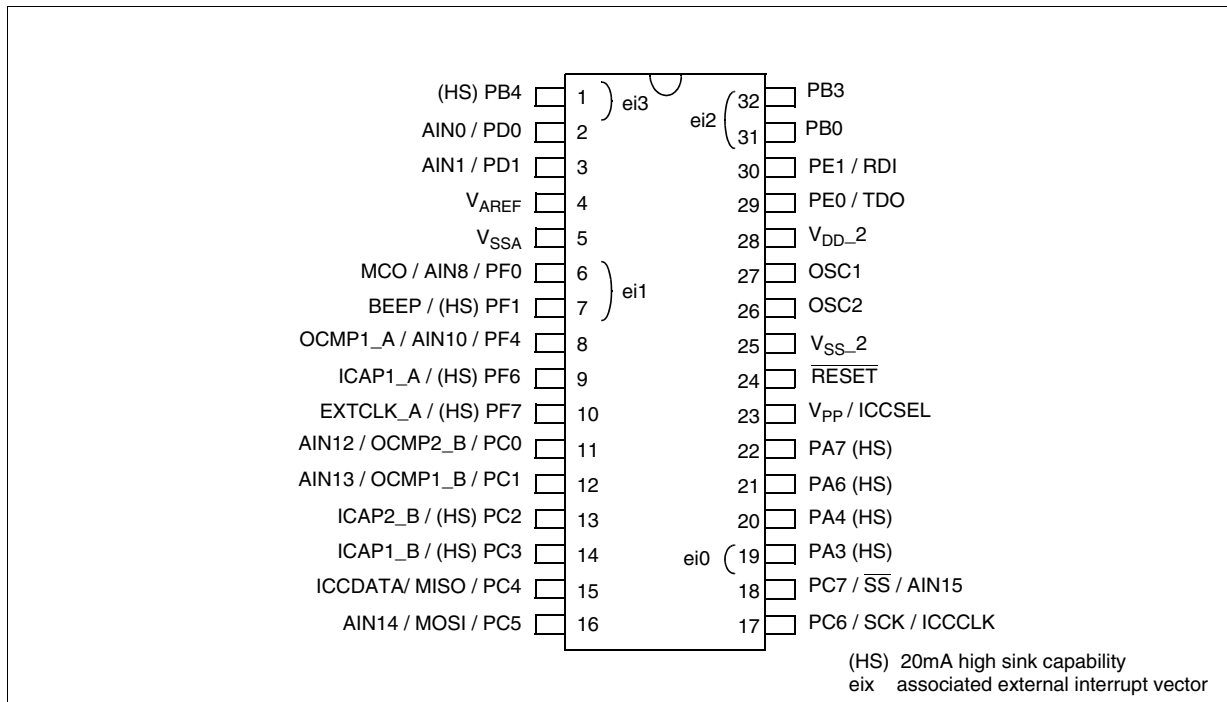 (HS) PB4 1 ei3 ei2 32 PB3
AIN0 / PD0 2 31 PB0
AIN1 / PD1 3 30 PE1 / RDI
VAREF 4 29 PE0 / TDO
VSSA 5 28 VDD_2
MCO / AIN8 / PF0 6 ei1 27 OSC1
BEEP / (HS) PF1 7 26 OSC2
OCMP1_A / AIN10 / PF4 8 25 VSS_2
ICAP1_A / (HS) PF6 9 24 RESET
EXTCLK_A / (HS) PF7 10 23 VPP / ICCSEL
AIN12 / OCMP2_B / PC0 11 22 PA7 (HS)
AIN13 / OCMP1_B / PC1 12 21 PA6 (HS)
ICAP2_B / (HS) PC2 13 20 PA4 (HS)
ICAP1_B / (HS) PC3 14 ei0 19 PA3 (HS)
ICCDATA/ MISO / PC4 15 18 PC7 / SS / AIN15
AIN14 / MOSI / PC5 16 17 PC6 / SCK / ICCCLK
(HS) 20mA high sink capability
eix associated external interrupt vector